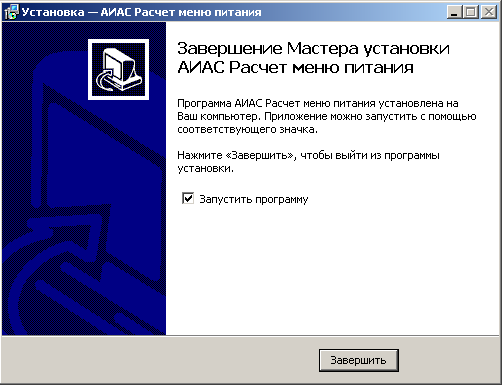 Установка — АИАС Расчет меню питания
Завершение Мастера установки
АИАС Расчет меню питания
Программа АИАС Расчет меню питания установлена на
Ваш компьютер. Приложение можно запустить с помощью
соответствующего значка.
Нажмите «Завершить», чтобы выйти из программы
установки.
Запустить программу
Завершить